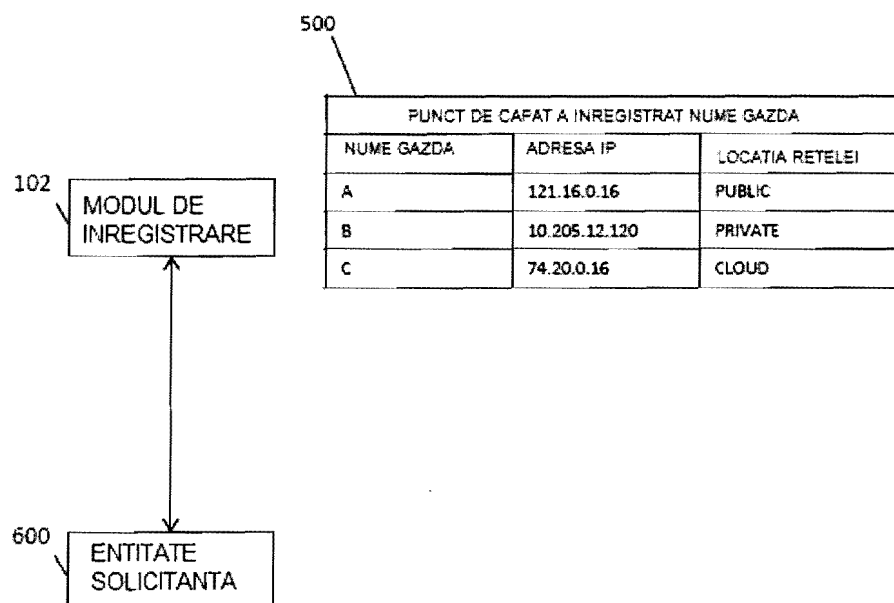 500
PUNCT DE CAPAT A INREGISTRAT NUME GAZDA
NUME GAZDA ADRESA IP LOCATIA RETELEI
A 121.16.0.16 PUBLIC
B 10.205.12.120 PRIVATE
C 74.20.0.16 CLOUD
102
MODUL DE
INREGISTRARE
600
ENTITATE
SOLICITANTA